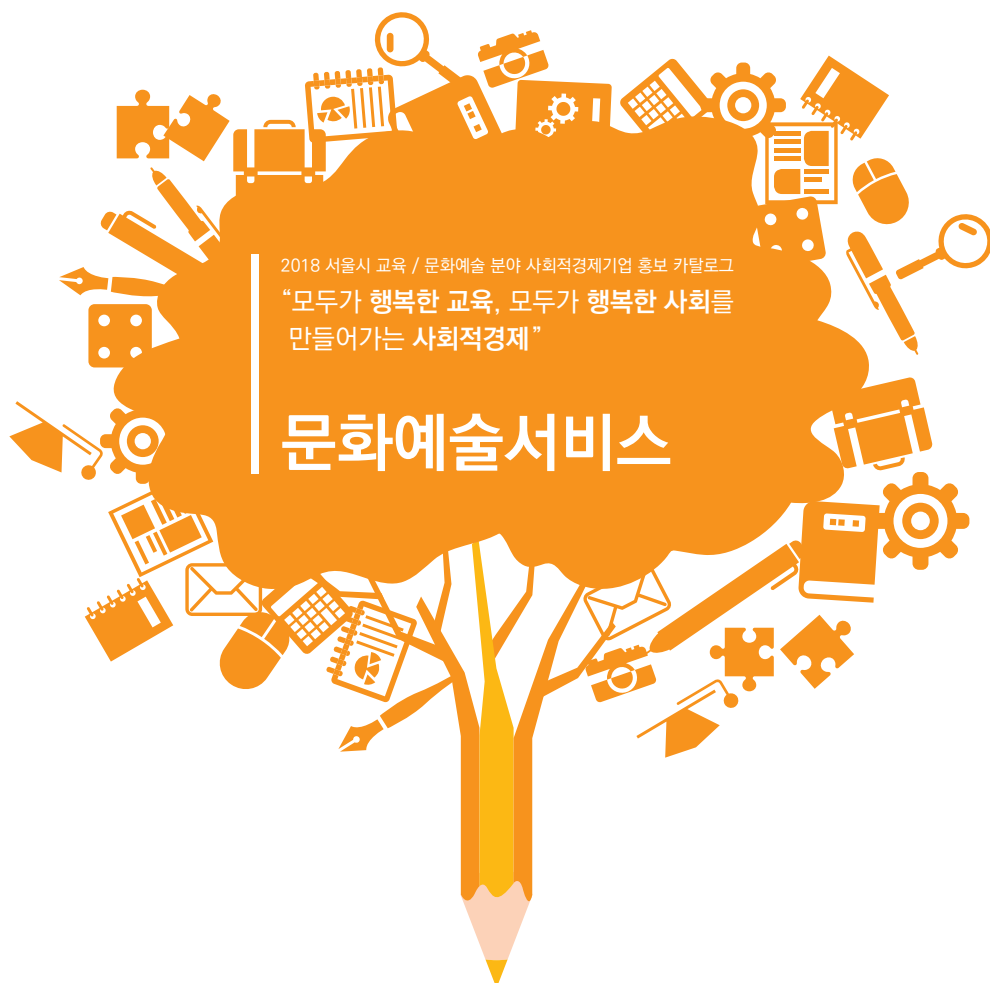 2018 서울시 교육 / 문화예술 분야 사회적경제기업 홍보 카탈로그
“모두가 행복한 교육, 모두가 행복한 사회를
만들어가는 사회적경제”
문화예술서비스